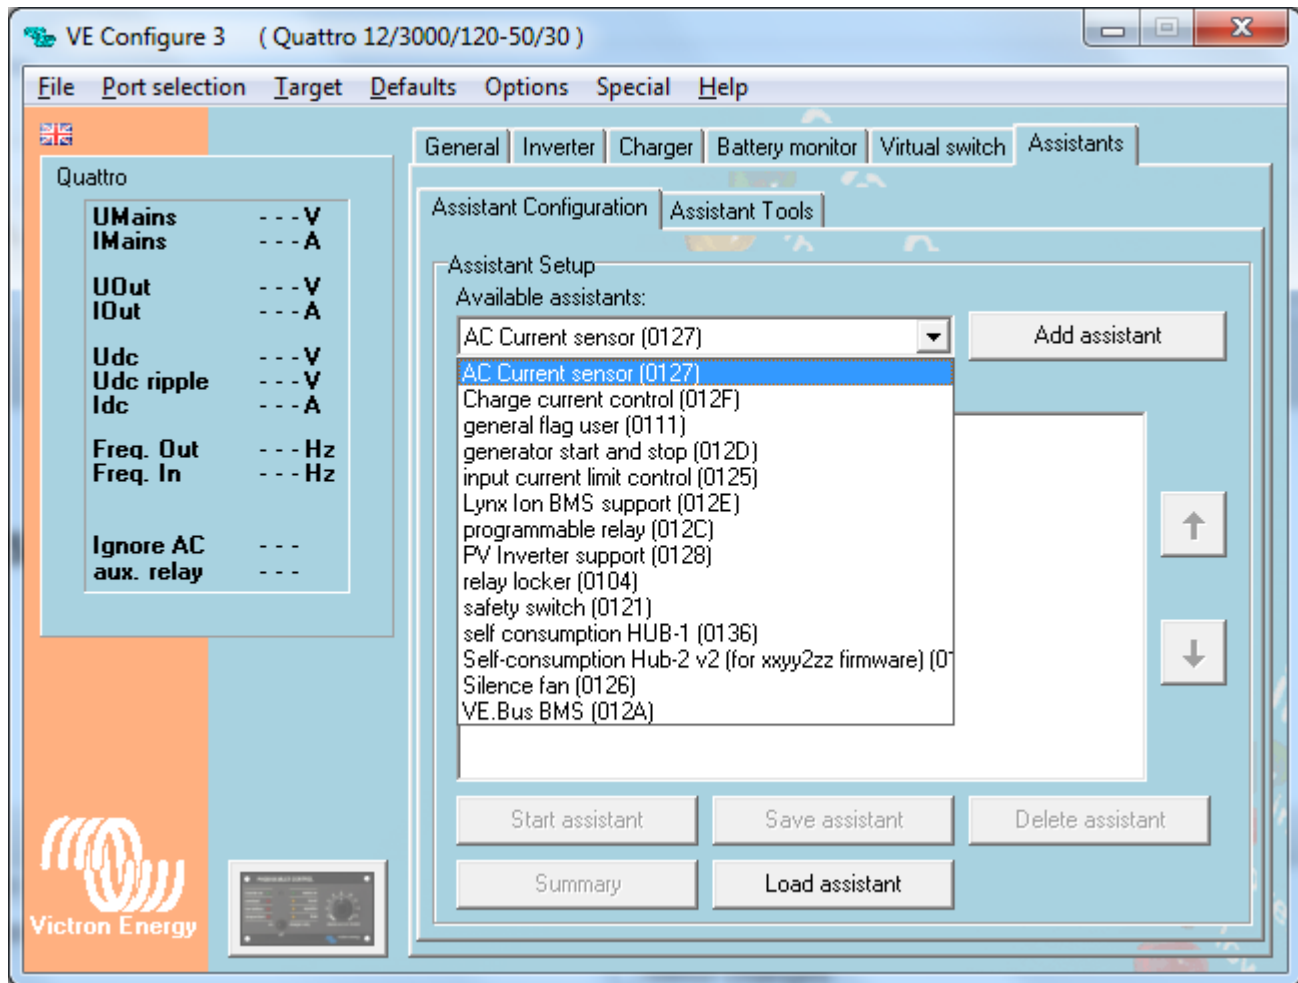 VE Configure 3 ( Quattro 12/3000/120-50/30 )
File Port selection Target Defaults Options Special Help
General Inverter Charger Battery monitor Virtual switch Assistants
Quattro
UMains - - - V
IMains - - - A
UOut - - - V
IOut - - - A
Udc - - - V
Udc ripple - - - V
Idc - - - A
Freq. Out - - - Hz
Freq. In - - - Hz
Ignore AC - - -
aux. relay - - -
Assistant Configuration Assistant Tools
Assistant Setup
Available assistants:
AC Current sensor (0127)
Add assistant
AC Current sensor (0127)
Charge current control (012F)
general flag user (0111)
generator start and stop (012D)
input current limit control (0125)
Lynx Ion BMS support (012E)
programmable relay (012C)
PV Inverter support (0128)
relay locker (0104)
safety switch (0121)
self consumption HUB-1 (0136)
Self-consumption Hub-2 v2 (for xxyy2zz firmware) (0
Silence fan (0126)
VE.Bus BMS (012A)
Start assistant Save assistant Delete assistant
Summary Load assistant
Victron Energy